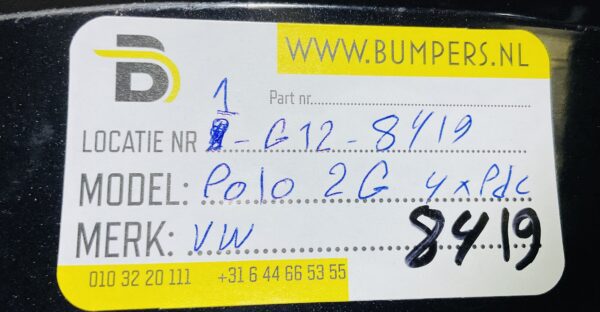 B
WWW.BUMPERS.NL
Part nr.
LOCATIE NR 1-G12-8419
MODEL: Polo 2G 4xPdc
MERK: VW
8419
010 32 20 111 +31 6 44 66 53 55